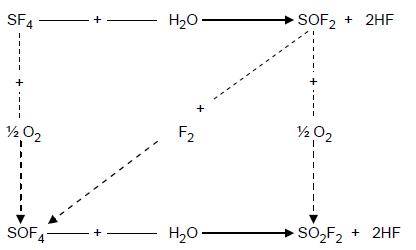 SF₄ + H₂O SOF₂ + 2HF
+ +
+
½ O₂ F₂ ½ O₂
SOF₄ + H₂O SO₂F₂ + 2HF